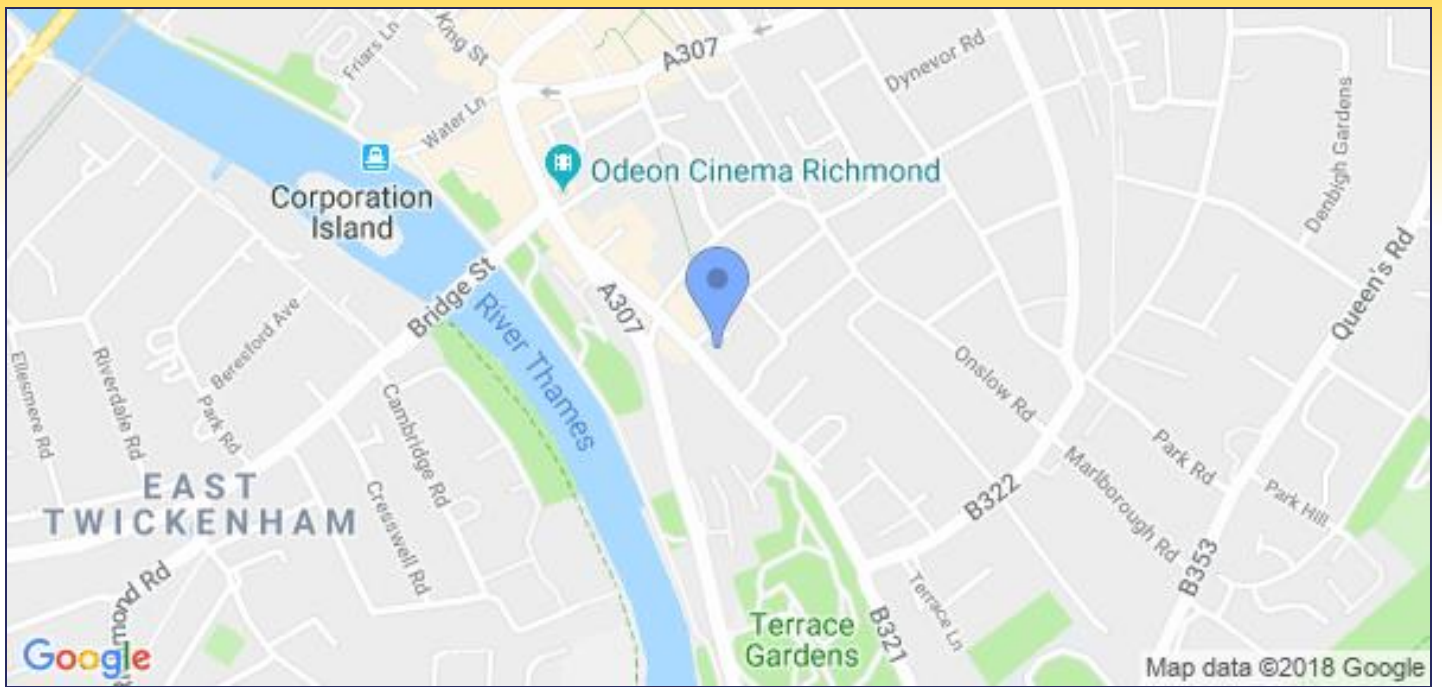 King St
Friars Ln
A307
Dynevor Rd
Water Ln
Denbigh Gardens
Odeon Cinema Richmond
Corporation
Island
Queen's Rd
Bridge St
A307
Beresford Ave
River Thames
Ellesmere Rd
Riverdale Rd
Park Rd
Cambridge Rd
Onslow Rd
Park Rd
Marlborough Rd
Park Hill
EAST
TWICKENHAM
Cresswell Rd
B322
B353
mond Rd
Terrace Ln
Terrace
Gardens
B321
Google
Map data ©2018 Google